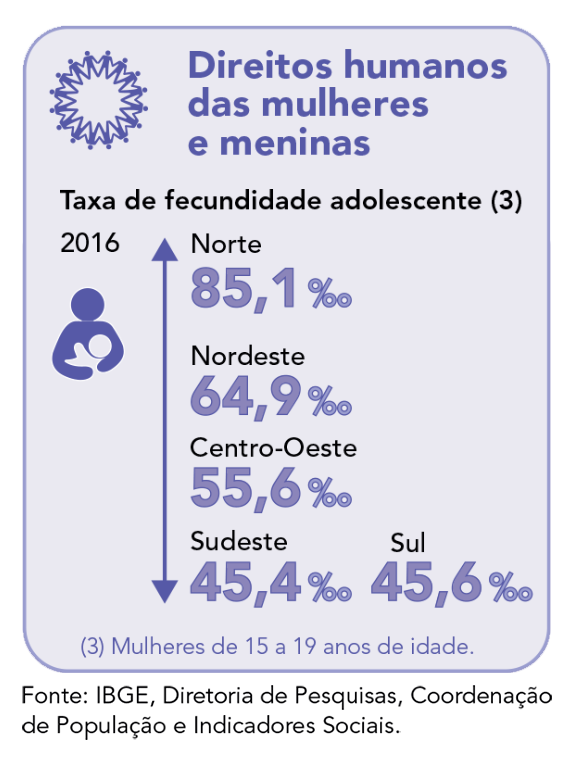 Direitos humanos
das mulheres
e meninas
Taxa de fecundidade adolescente (3)
2016
Norte
85,1 ‰
Nordeste
64,9 ‰
Centro-Oeste
55,6 ‰
Sudeste
45,4 ‰
Sul
45,6 ‰
(3) Mulheres de 15 a 19 anos de idade.
Fonte: IBGE, Diretoria de Pesquisas, Coordenação
de População e Indicadores Sociais.